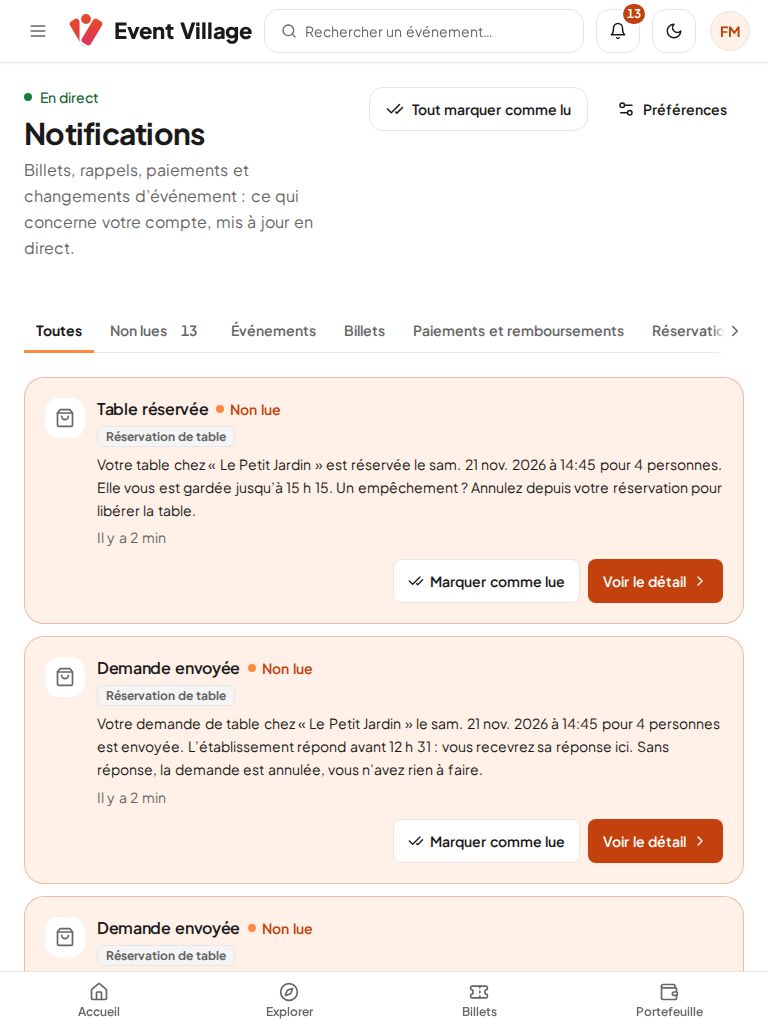 Event Village
Rechercher un événement…
13
FM
En direct
Notifications
Billets, rappels, paiements et
changements d’événement : ce qui
concerne votre compte, mis à jour en
direct.
Tout marquer comme lu
Préférences
Toutes
Non lues 13
Événements
Billets
Paiements et remboursements
Réservatio
Table réservée
Non lue
Réservation de table
Votre table chez « Le Petit Jardin » est réservée le sam. 21 nov. 2026 à 14:45 pour 4 personnes.
Elle vous est gardée jusqu’à 15 h 15. Un empêchement ? Annulez depuis votre réservation pour
libérer la table.
Il y a 2 min
Marquer comme lue
Voir le détail
Demande envoyée
Non lue
Réservation de table
Votre demande de table chez « Le Petit Jardin » le sam. 21 nov. 2026 à 14:45 pour 4 personnes
est envoyée. L’établissement répond avant 12 h 31 : vous recevrez sa réponse ici. Sans
réponse, la demande est annulée, vous n’avez rien à faire.
Il y a 2 min
Marquer comme lue
Voir le détail
Demande envoyée
Non lue
Réservation de table
Accueil
Explorer
Billets
Portefeuille